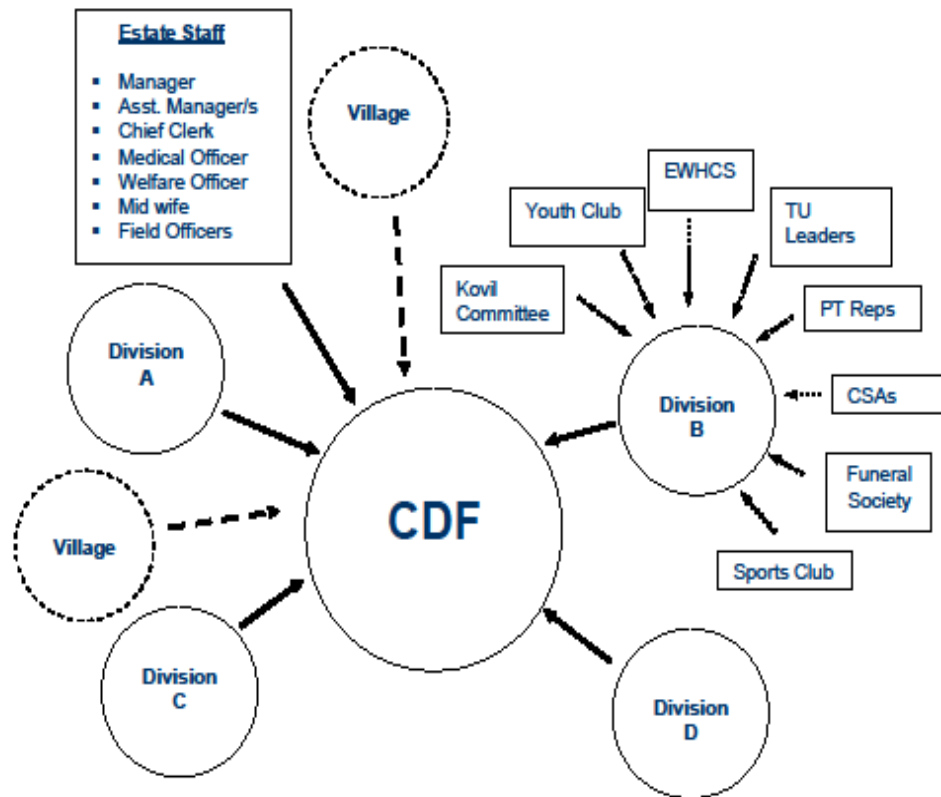 Estate Staff
▪ Manager
▪ Asst. Manager/s
▪ Chief Clerk
▪ Medical Officer
▪ Welfare Officer
▪ Mid wife
▪ Field Officers
Village
EWHCS
Youth Club
TU
Leaders
Kovil
Committee
PT Reps
Division
A
Division
B
CSAs
CDF
Funeral
Society
Village
Sports Club
Division
C
Division
D